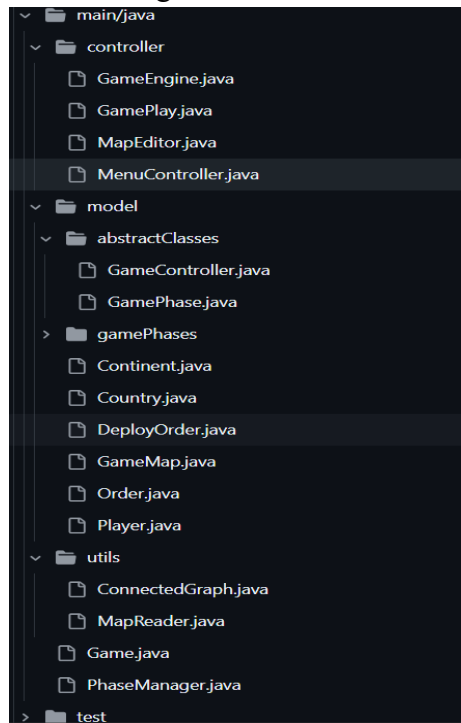 main/java
controller
GameEngine.java
GamePlay.java
MapEditor.java
MenuController.java
model
abstractClasses
GameController.java
GamePhase.java
gamePhases
Continent.java
Country.java
DeployOrder.java
GameMap.java
Order.java
Player.java
utils
ConnectedGraph.java
MapReader.java
Game.java
PhaseManager.java
test